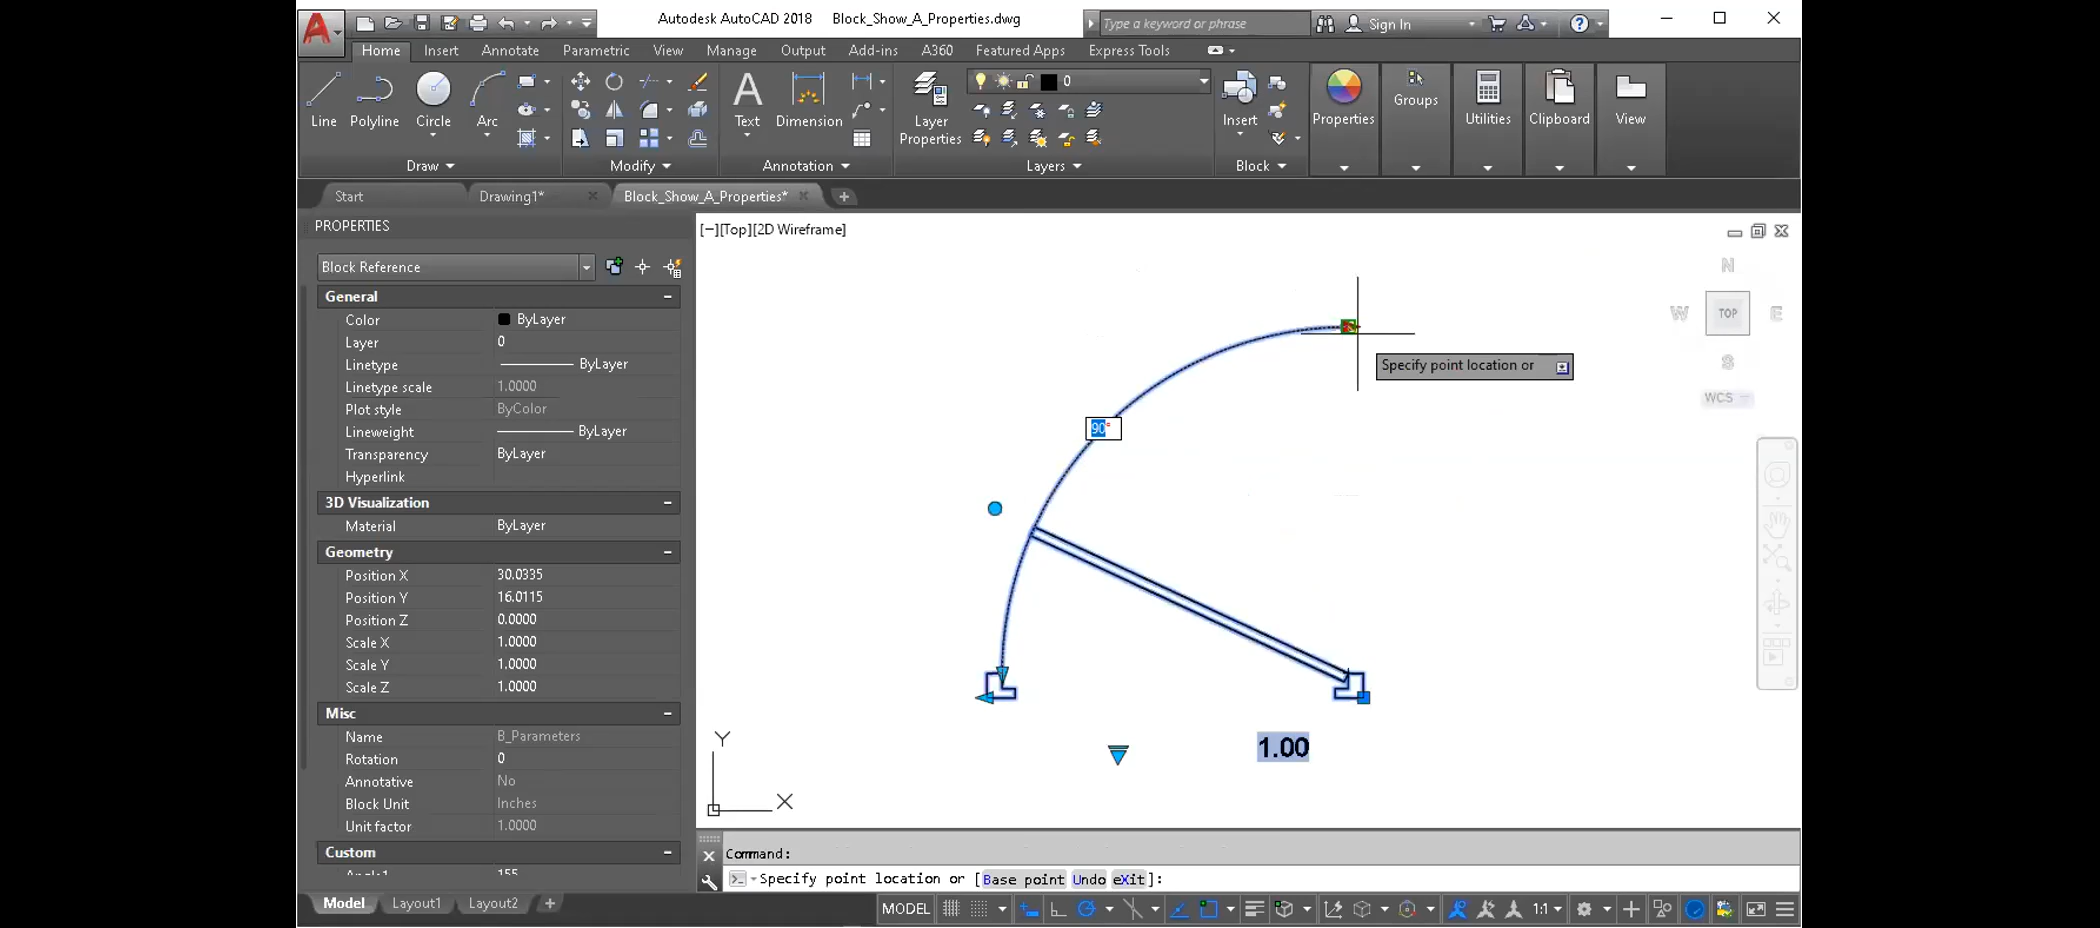 Autodesk AutoCAD 2018 Block_Show_A_Properties.dwg
Type a keyword or phrase
Sign In
Home Insert Annotate Parametric View Manage Output Add-ins A360 Featured Apps Express Tools
Line Polyline Circle Arc
Text Dimension
Layer Properties
0
Insert
Properties
Groups
Utilities
Clipboard
View
Draw Modify Annotation Layers Block
Start Drawing1* Block_Show_A_Properties*
PROPERTIES
[−][Top][2D Wireframe]
Block Reference
General
Color ByLayer
Layer 0
Linetype ByLayer
Linetype scale 1.0000
Plot style ByColor
Lineweight ByLayer
Transparency ByLayer
Hyperlink
3D Visualization
Material ByLayer
Geometry
Position X 30.0335
Position Y 16.0115
Position Z 0.0000
Scale X 1.0000
Scale Y 1.0000
Scale Z 1.0000
Misc
Name B_Parameters
Rotation 0
Annotative No
Block Unit Inches
Unit factor 1.0000
Custom
Angle1 155
N
W TOP E
S
WCS
Specify point location or
90°
1.00
Y
X
Command:
Specify point location or [Base point Undo eXit]:
Model Layout1 Layout2
MODEL
1:1